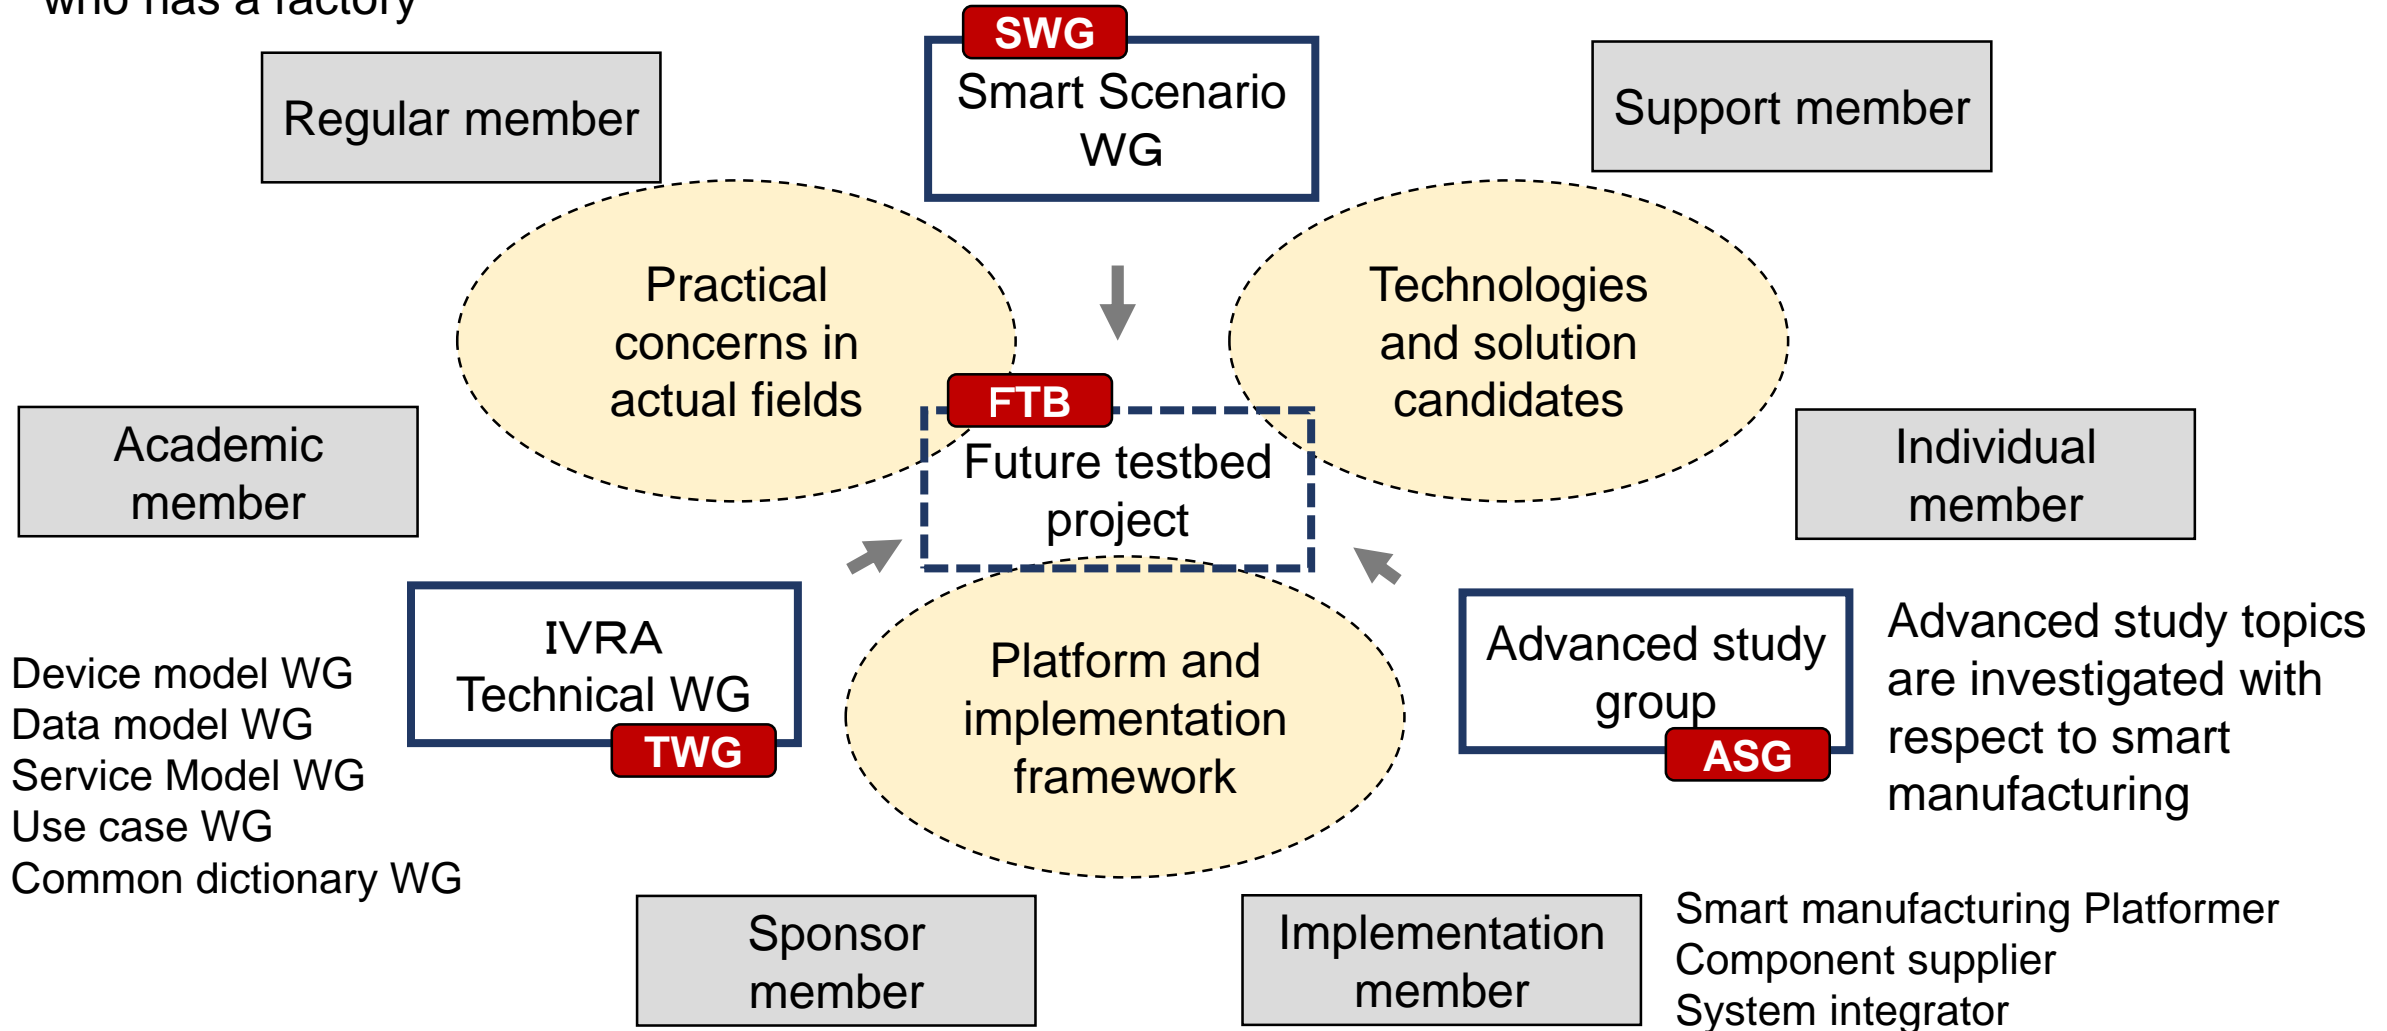 who has a factory
SWG
Smart Scenario
WG
Regular member
Support member
Practical
concerns in
actual fields
Technologies
and solution
candidates
FTB
Future testbed
project
Academic
member
Individual
member
IVRA
Technical WG
TWG
Device model WG
Data model WG
Service Model WG
Use case WG
Common dictionary WG
Platform and
implementation
framework
Advanced study
group
ASG
Advanced study topics
are investigated with
respect to smart
manufacturing
Sponsor
member
Implementation
member
Smart manufacturing Platformer
Component supplier
System integrator